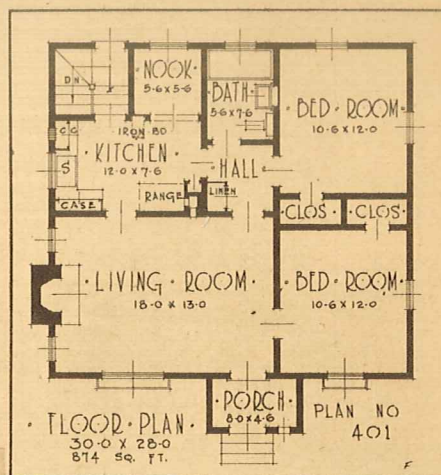 NOOK
5-6 x 5-6
DN
BATH
5-6 x 7-6
BED ROOM
10-6 x 12-0
C C
IRON BD
KITCHEN
12-0 x 7-6
S
HALL
RANGE
LINEN
CASE
CLOS
CLOS
LIVING ROOM
18-0 x 13-0
BED ROOM
10-6 x 12-0
PORCH
8-0 x 4-6
FLOOR PLAN
30-0 x 28-0
874 SQ. FT.
PLAN NO
401
F